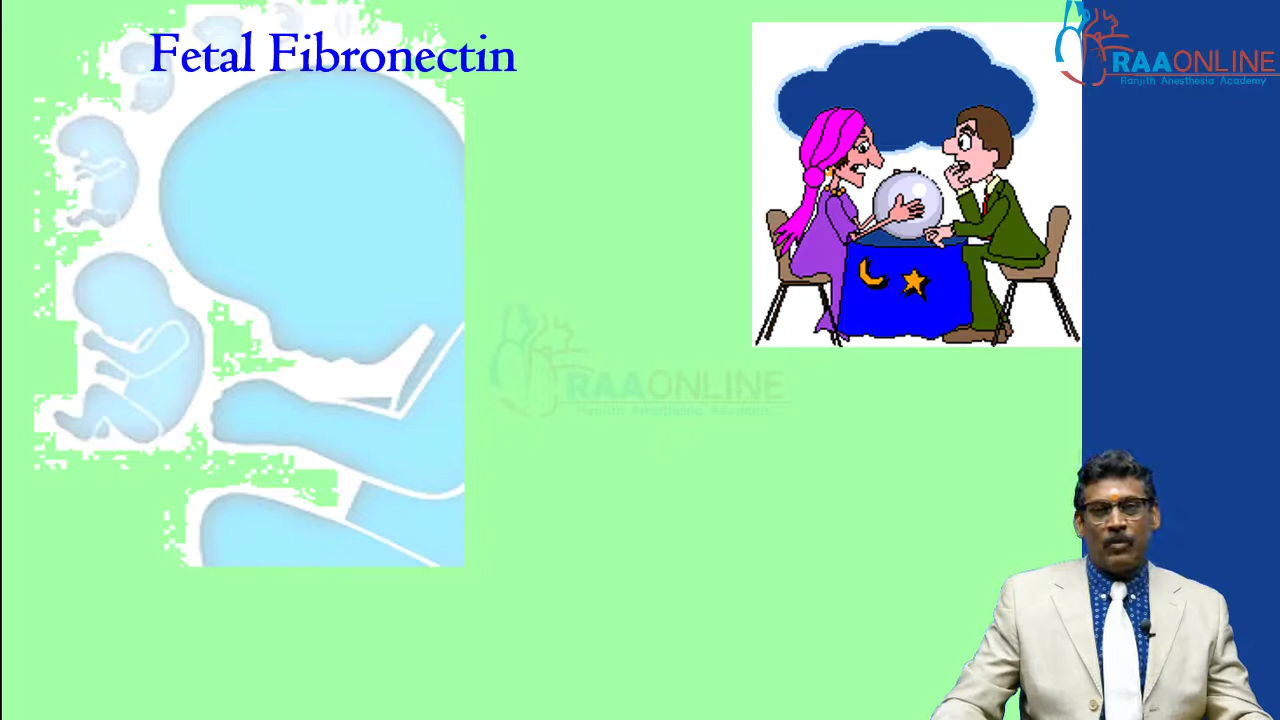 Fetal Fibronectin
RAAONLINE
Ranjith Anesthesia Academy
RAAONLINE
Ranjith Anesthesia Academy